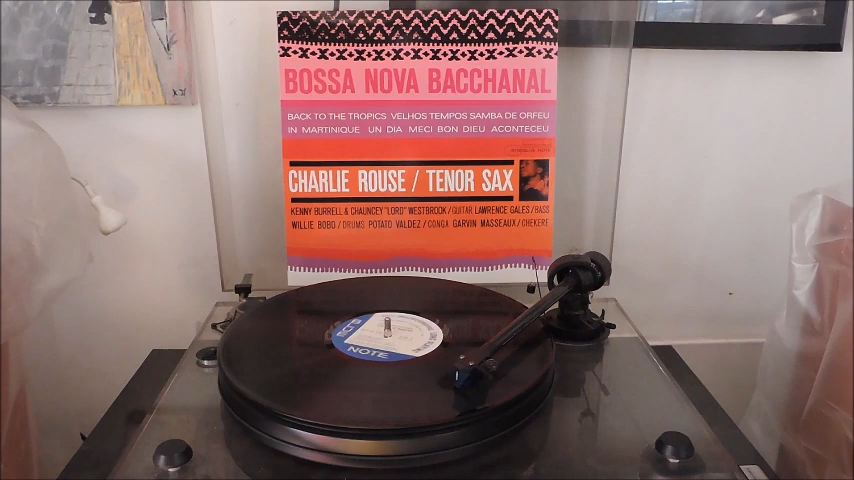 BOSSA NOVA BACCHANAL
BACK TO THE TROPICS VELHOS TEMPOS SAMBA DE ORFEU
IN MARTINIQUE UN DIA MECI BON DIEU ACONTECEU
CHARLIE ROUSE / TENOR SAX
KENNY BURRELL & CHAUNCEY "LORD" WESTBROOK / GUITAR LAWRENCE GALES / BASS
WILLIE BOBO / DRUMS POTATO VALDEZ / CONGA GARVIN MASSEAUX / CHEKERE
NOTE